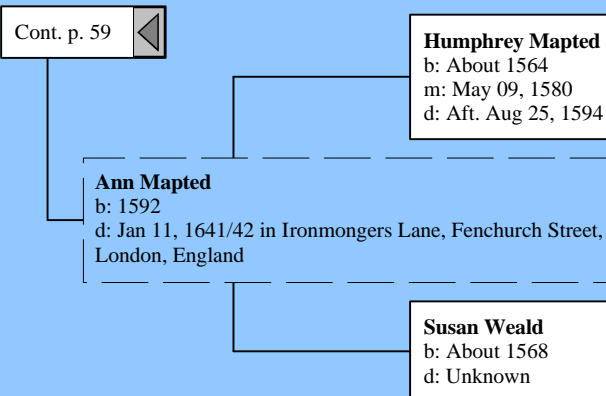 Cont. p. 59
Humphrey Mapted
b: About 1564
m: May 09, 1580
d: Aft. Aug 25, 1594
Ann Mapted
b: 1592
d: Jan 11, 1641/42 in Ironmongers Lane, Fenchurch Street,
London, England
Susan Weald
b: About 1568
d: Unknown